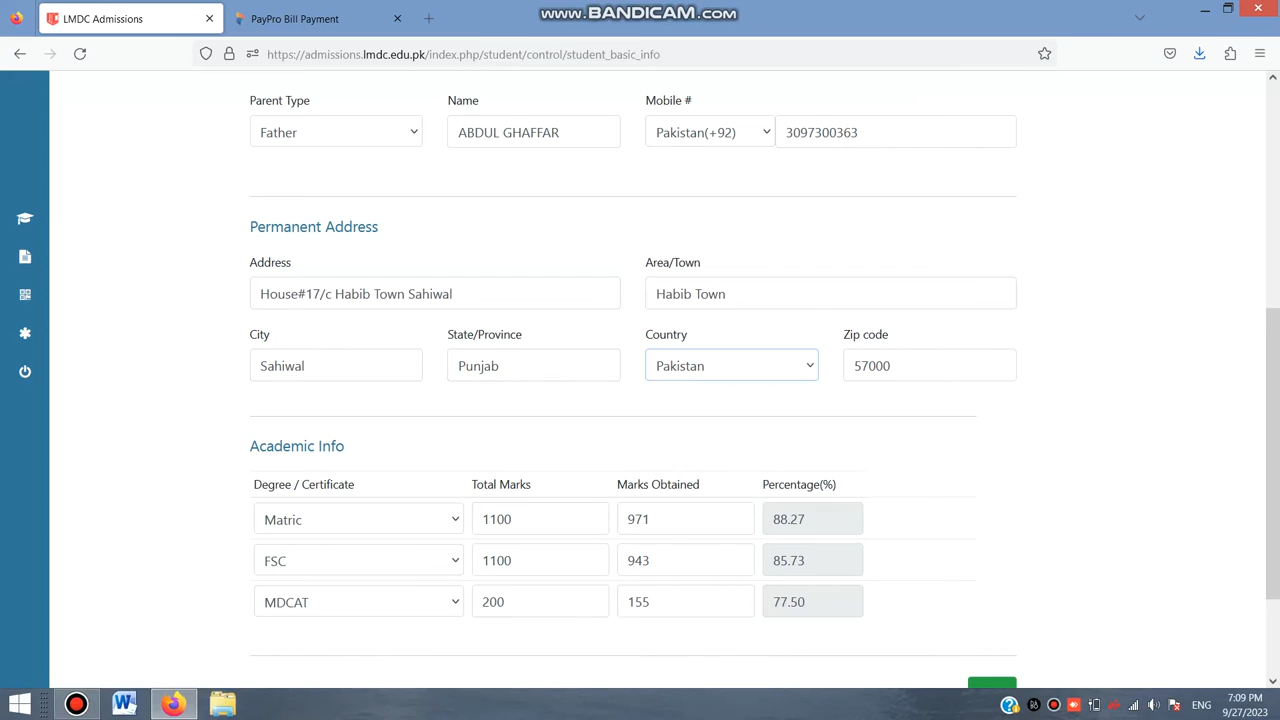 LMDC Admissions
PayPro Bill Payment
www.BANDICAM.com
https://admissions.lmdc.edu.pk/index.php/student/control/student_basic_info
Parent Type Name Mobile #
Father ABDUL GHAFFAR Pakistan(+92) 3097300363
Permanent Address
Address Area/Town
House#17/c Habib Town Sahiwal Habib Town
City State/Province Country Zip code
Sahiwal Punjab Pakistan 57000
Academic Info
Degree / Certificate Total Marks Marks Obtained Percentage(%)
Matric 1100 971 88.27
FSC 1100 943 85.73
MDCAT 200 155 77.50
ENG 7:09 PM
9/27/2023